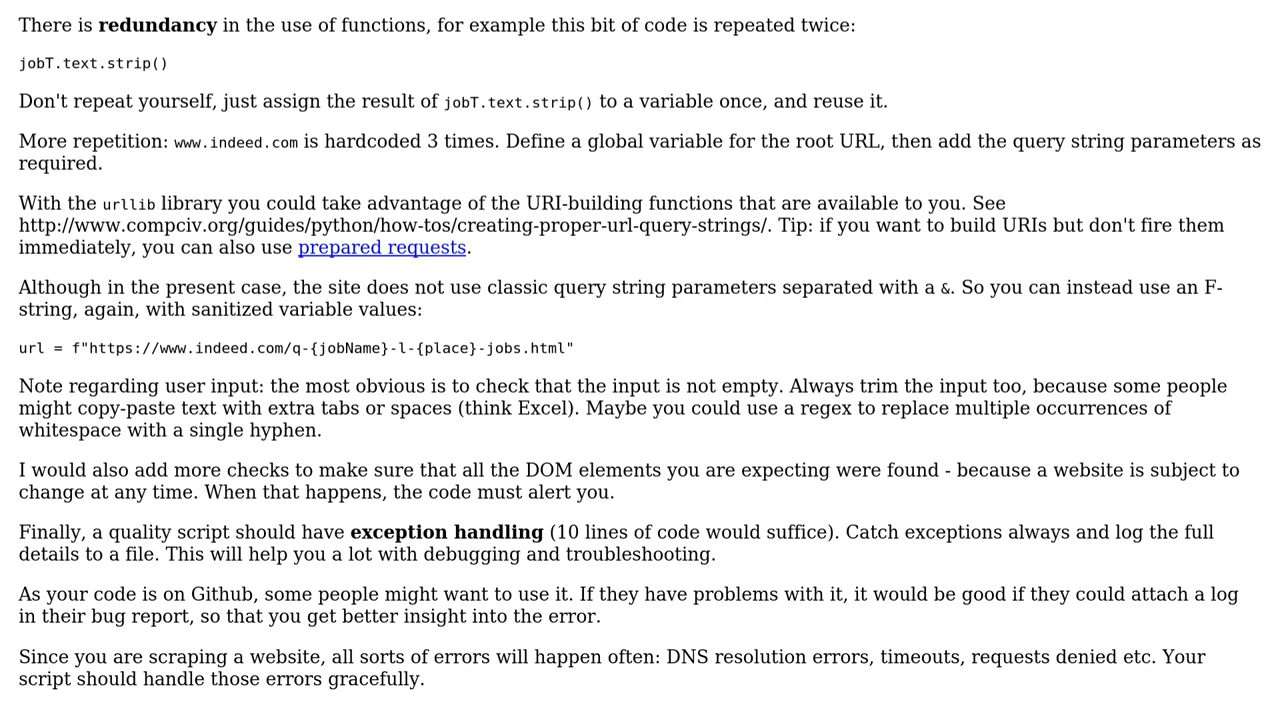 There is redundancy in the use of functions, for example this bit of code is repeated twice:
jobT.text.strip()
Don't repeat yourself, just assign the result of jobT.text.strip() to a variable once, and reuse it.
More repetition: www.indeed.com is hardcoded 3 times. Define a global variable for the root URL, then add the query string parameters as
required.
With the urllib library you could take advantage of the URI-building functions that are available to you. See
http://www.compciv.org/guides/python/how-tos/creating-proper-url-query-strings/. Tip: if you want to build URIs but don't fire them
immediately, you can also use prepared requests.
Although in the present case, the site does not use classic query string parameters separated with a &. So you can instead use an F-
string, again, with sanitized variable values:
url = f"https://www.indeed.com/q-{jobName}-l-{place}-jobs.html"
Note regarding user input: the most obvious is to check that the input is not empty. Always trim the input too, because some people
might copy-paste text with extra tabs or spaces (think Excel). Maybe you could use a regex to replace multiple occurrences of
whitespace with a single hyphen.
I would also add more checks to make sure that all the DOM elements you are expecting were found - because a website is subject to
change at any time. When that happens, the code must alert you.
Finally, a quality script should have exception handling (10 lines of code would suffice). Catch exceptions always and log the full
details to a file. This will help you a lot with debugging and troubleshooting.
As your code is on Github, some people might want to use it. If they have problems with it, it would be good if they could attach a log
in their bug report, so that you get better insight into the error.
Since you are scraping a website, all sorts of errors will happen often: DNS resolution errors, timeouts, requests denied etc. Your
script should handle those errors gracefully.